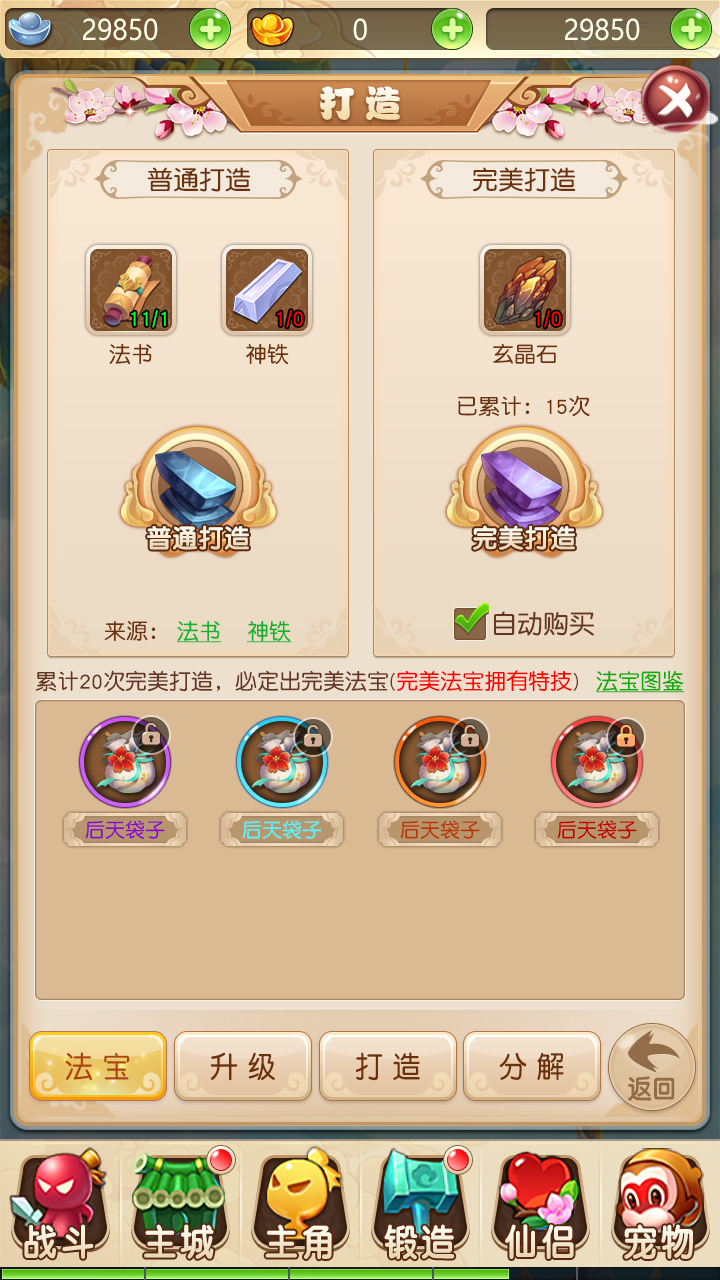 29850 0 29850
打造
普通打造 完美打造
11/1 1/0 1/0
法书 神铁 玄晶石
已累计：15次
普通打造 完美打造
来源： 法书 神铁 自动购买
累计20次完美打造，必定出完美法宝(完美法宝拥有特技) 法宝图鉴
后天袋子 后天袋子 后天袋子 后天袋子
法宝 升级 打造 分解 返回
战斗 主城 主角 锻造 仙侣 宠物